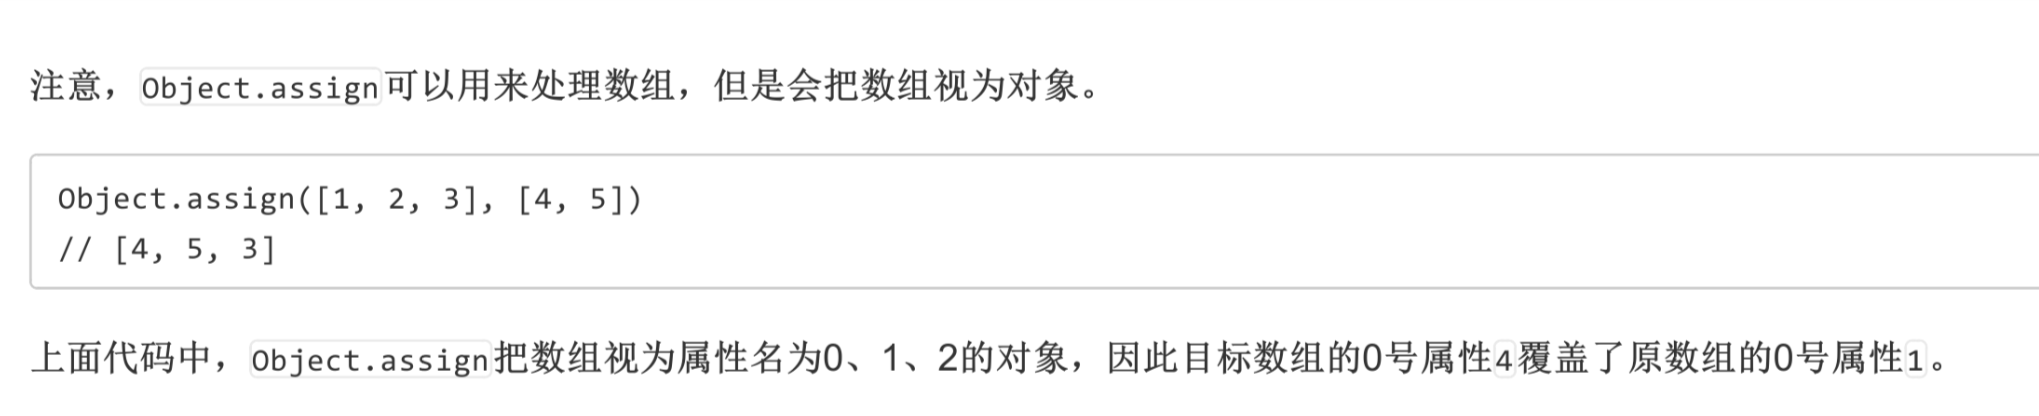 注意，Object.assign可以用来处理数组，但是会把数组视为对象。
Object.assign([1, 2, 3], [4, 5])
// [4, 5, 3]
上面代码中，Object.assign把数组视为属性名为0、1、2的对象，因此目标数组的0号属性4覆盖了原数组的0号属性1。